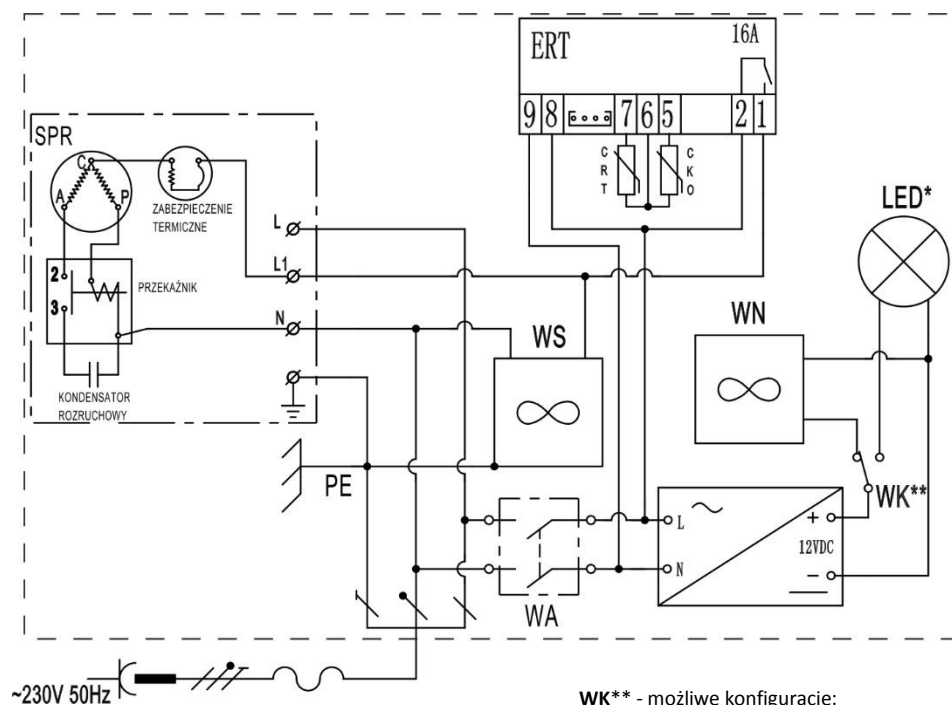 ERT
16A
9 8 7 6 5 2 1
C R T
C K O
SPR
C
A
P
ZABEZPIECZENIE
TERMICZNE
L
L1
N
2
3
PRZEKAŹNIK
KONDENSATOR
ROZRUCHOWY
LED*
WS
WN
PE
WK**
L
N
+
12VDC
−
WA
~230V 50Hz
WK** - możliwe konfiguracje: